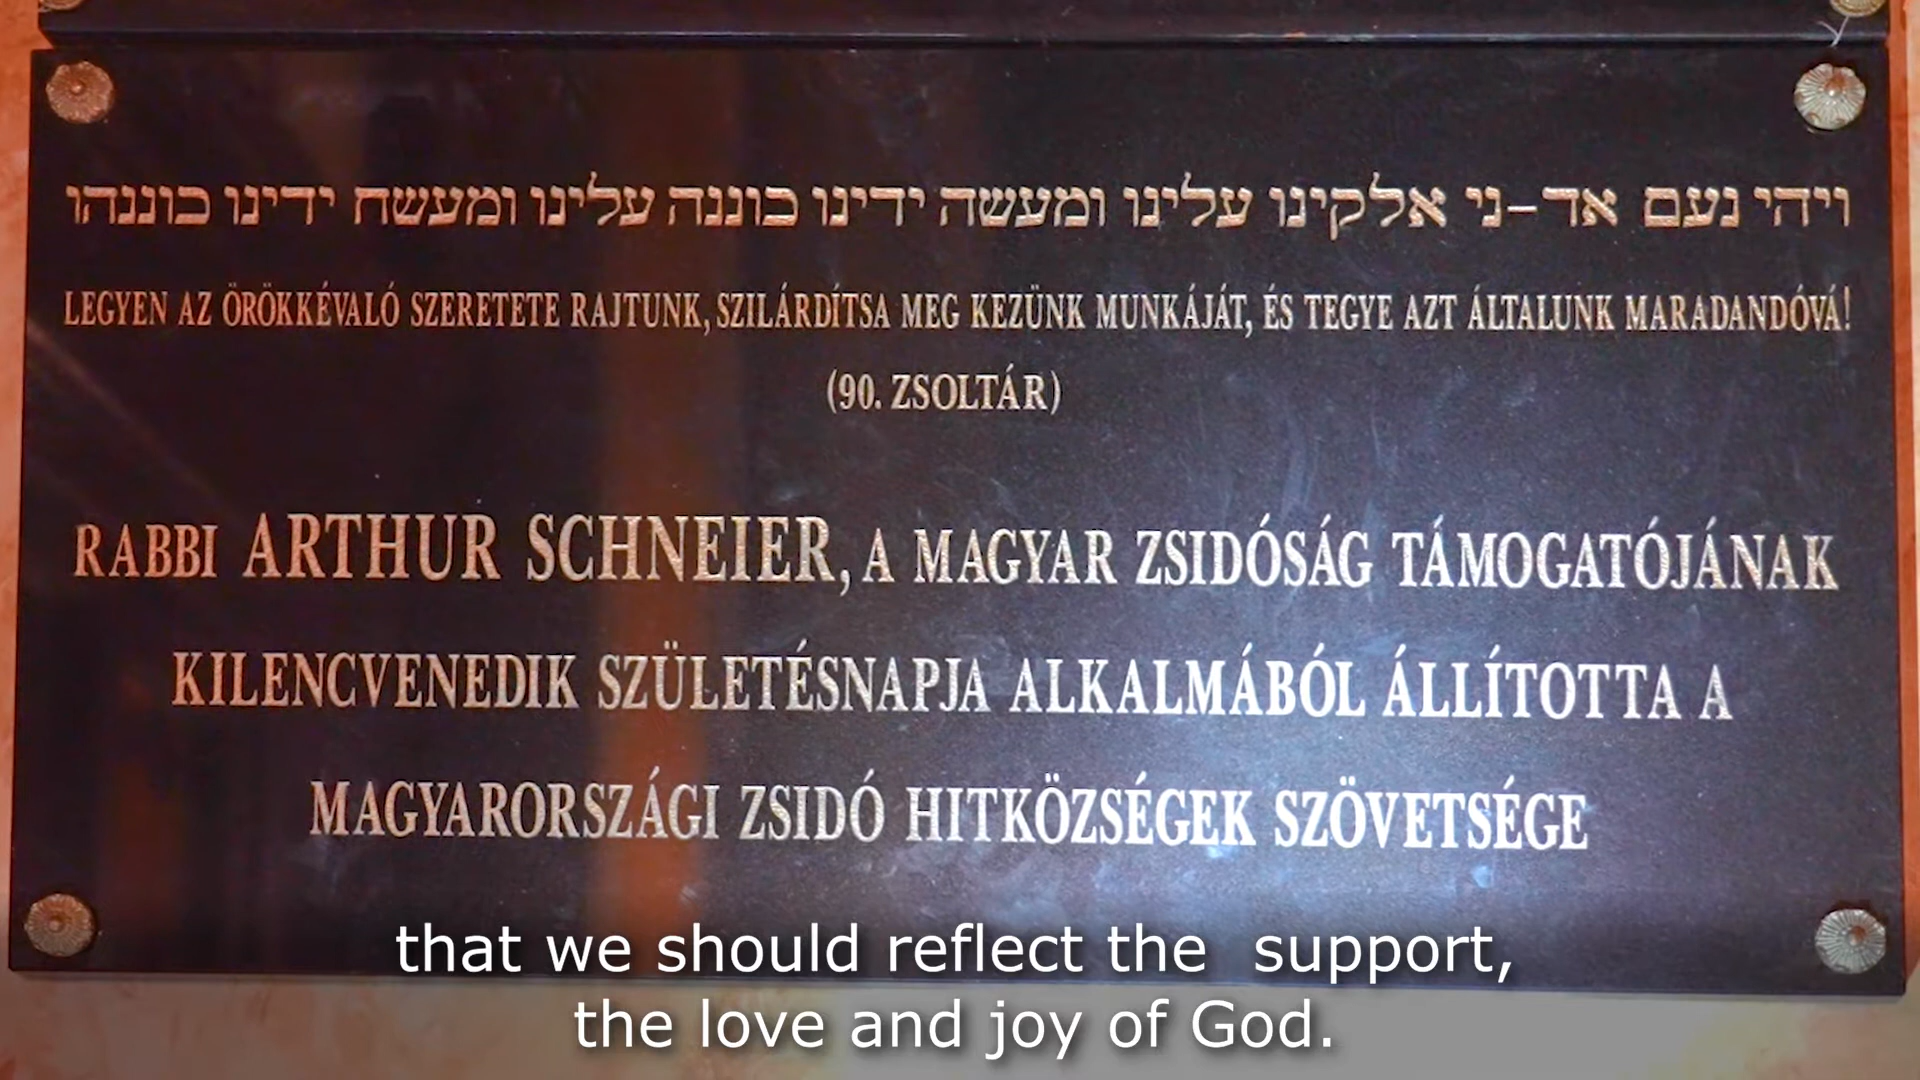 ויהי נעם אד-ני אלקינו עלינו ומעשה ידינו כוננה עלינו ומעשח ידינו כוננהו
LEGYEN AZ ÖRÖKKÉVALÓ SZERETETE RAJTUNK, SZILÁRDÍTSA MEG KEZÜNK MUNKÁJÁT, ÉS TEGYE AZT ÁLTALUNK MARADANDÓVÁ!
(90. ZSOLTÁR)
RABBI ARTHUR SCHNEIER, A MAGYAR ZSIDÓSÁG TÁMOGATÓJÁNAK
KILENCVENEDIK SZÜLETÉSNAPJA ALKALMÁBÓL ÁLLÍTOTTA A
MAGYARORSZÁGI ZSIDÓ HITKÖZSÉGEK SZÖVETSÉGE
that we should reflect the support,
the love and joy of God.